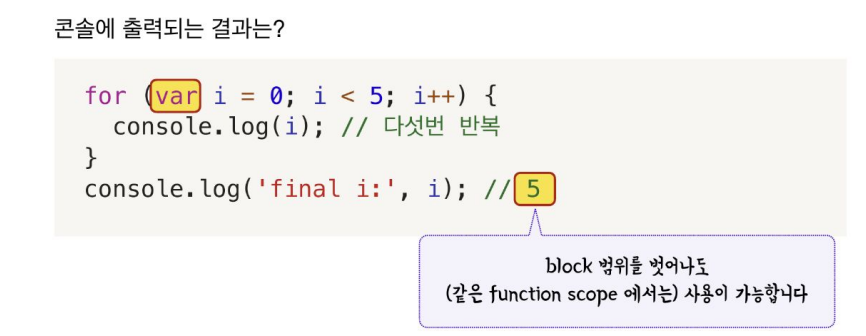 콘솔에 출력되는 결과는?
for (var i = 0; i < 5; i++) {
  console.log(i); // 다섯번 반복
}
console.log('final i:', i); // 5
block 범위를 벗어나도
(같은 function scope 에서는) 사용이 가능합니다